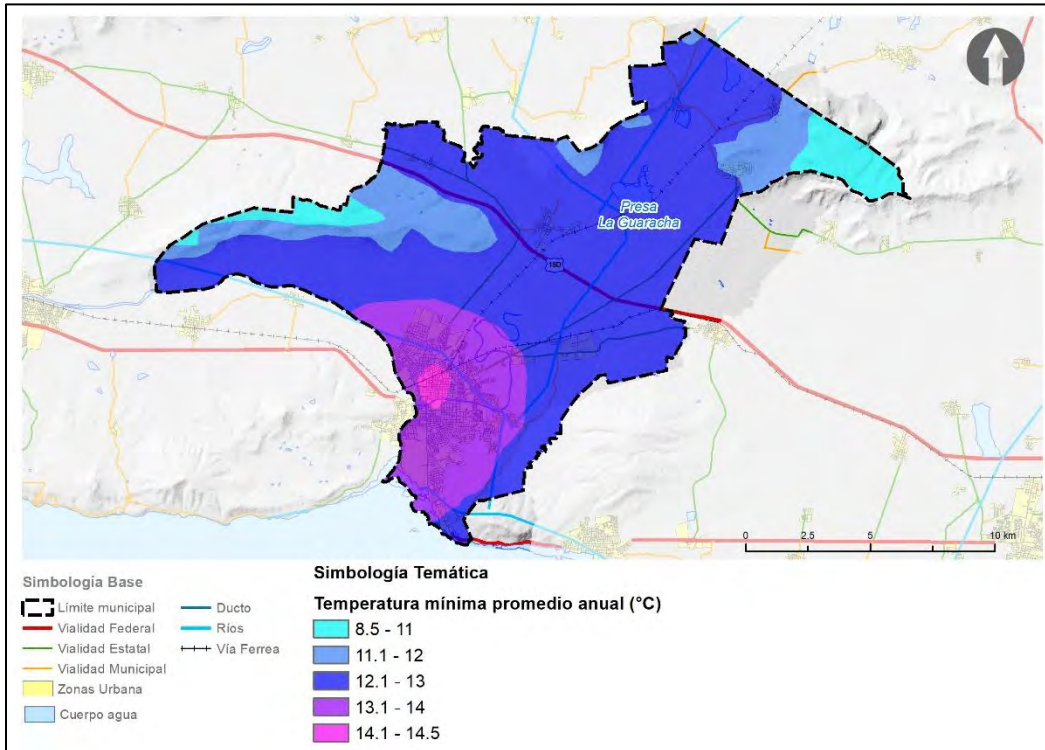 Presa
La Guaracha
15D
0 2.5 5 10 km
Simbología Base
Límite municipal
Vialidad Federal
Vialidad Estatal
Vialidad Municipal
Zonas Urbana
Cuerpo agua
Ducto
Ríos
Vía Ferrea
Simbología Temática
Temperatura mínima promedio anual (°C)
8.5 - 11
11.1 - 12
12.1 - 13
13.1 - 14
14.1 - 14.5